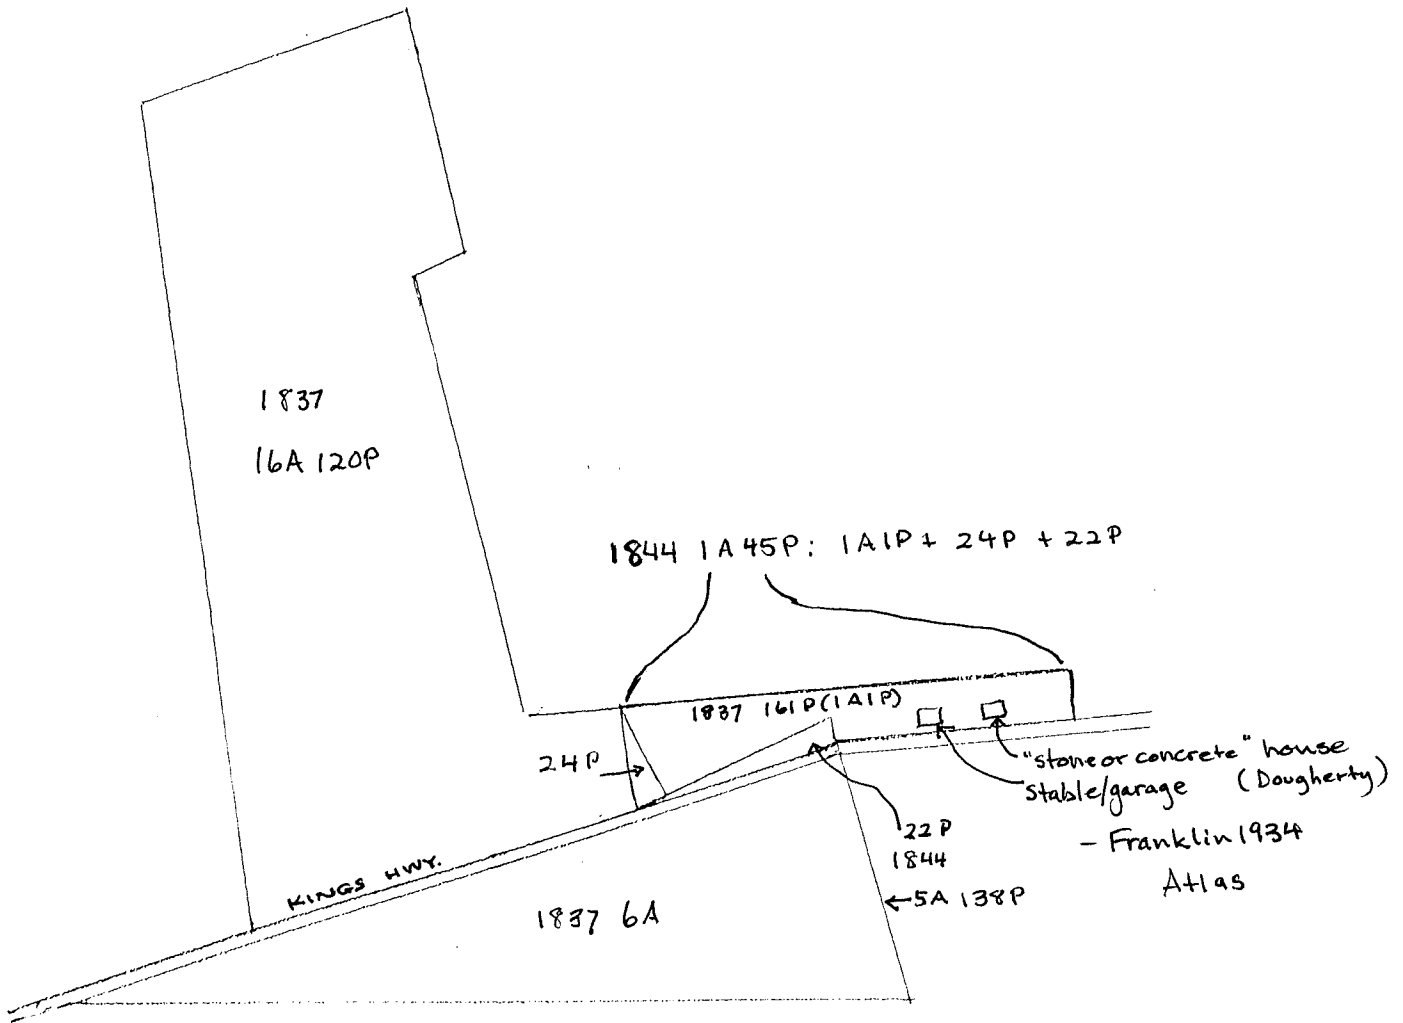 1837
16A 120P
1844 1A 45P: 1A1P + 24P + 22P
1837 161P (1A1P)
24P
"stone or concrete" house
Stable/garage (Dougherty)
22P
1844
- Franklin 1934
Atlas
KINGS HWY.
←5A 138P
1837 6A